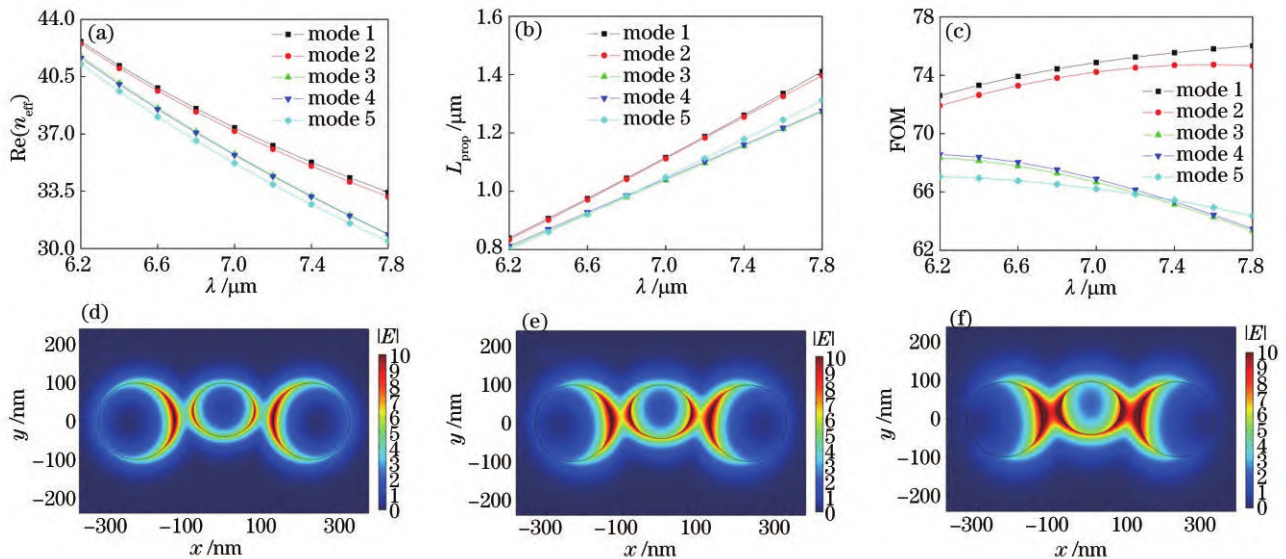 (a)
mode 1
mode 2
mode 3
mode 4
mode 5
44.0
40.5
37.0
33.5
30.0
Re(n_eff)
6.2 6.6 7.0 7.4 7.8
λ /μm
(b)
mode 1
mode 2
mode 3
mode 4
mode 5
1.6
1.4
1.2
1.0
0.8
L_prop /μm
6.2 6.6 7.0 7.4 7.8
λ /μm
(c)
mode 1
mode 2
mode 3
mode 4
mode 5
78
74
70
66
62
FOM
6.2 6.6 7.0 7.4 7.8
λ /μm
(d)
|E|
10
9
8
7
6
5
4
3
2
1
0
200
100
0
−100
−200
y /nm
−300 −100 100 300
x /nm
(e)
|E|
10
9
8
7
6
5
4
3
2
1
0
200
100
0
−100
−200
y /nm
−300 −100 100 300
x /nm
(f)
|E|
10
9
8
7
6
5
4
3
2
1
0
200
100
0
−100
−200
y /nm
−300 −100 100 300
x /nm